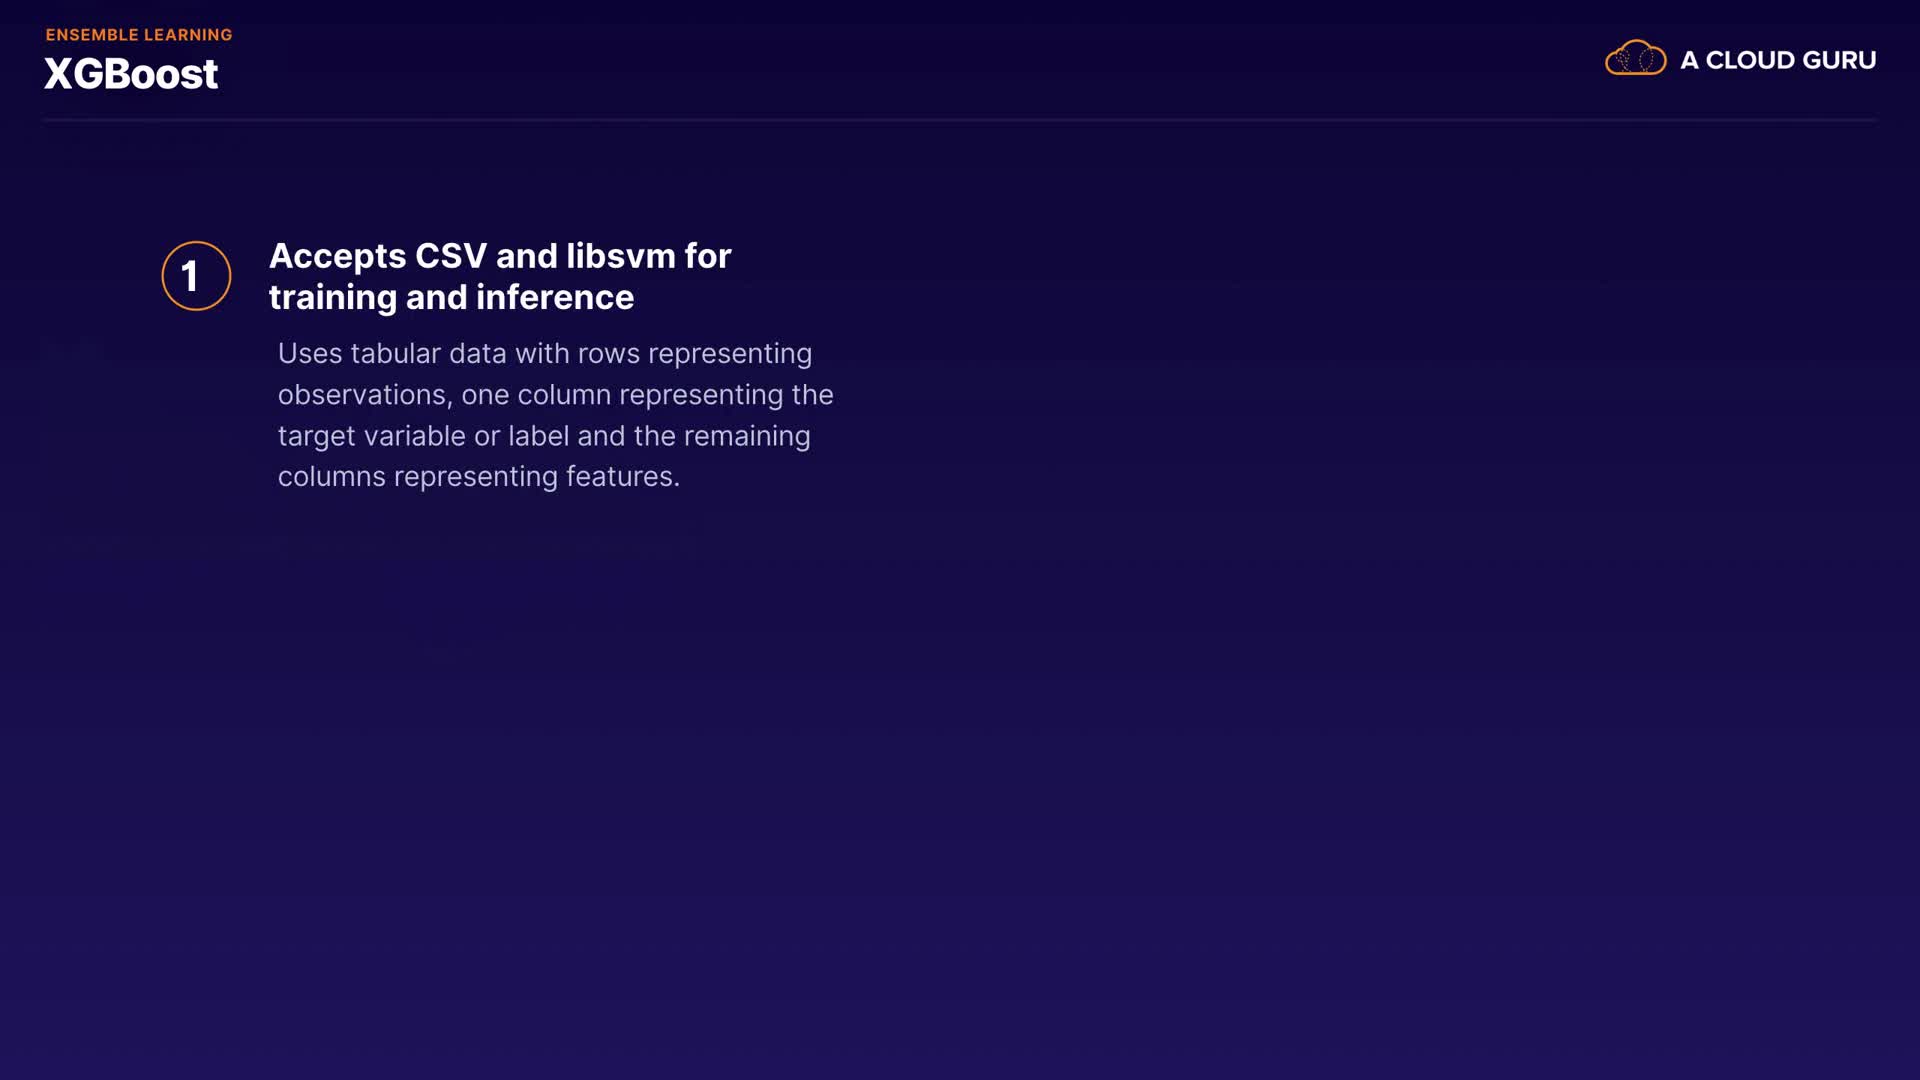 ENSEMBLE LEARNING
XGBoost
A CLOUD GURU
1
Accepts CSV and libsvm for
training and inference
Uses tabular data with rows representing
observations, one column representing the
target variable or label and the remaining
columns representing features.